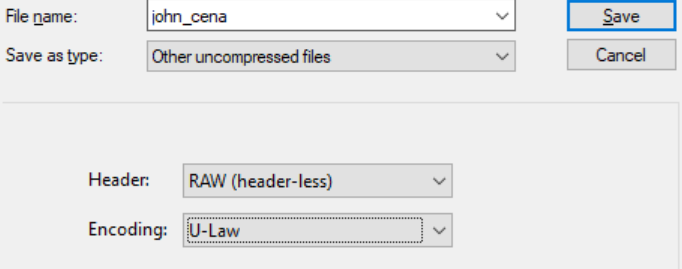 File name: john_cena Save
Save as type: Other uncompressed files Cancel
Header: RAW (header-less)
Encoding: U-Law